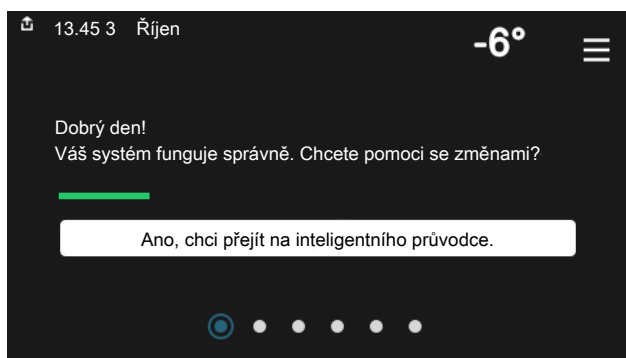 13.45 3 Říjen
-6°
Dobrý den!
Váš systém funguje správně. Chcete pomoci se změnami?
Ano, chci přejít na inteligentního průvodce.